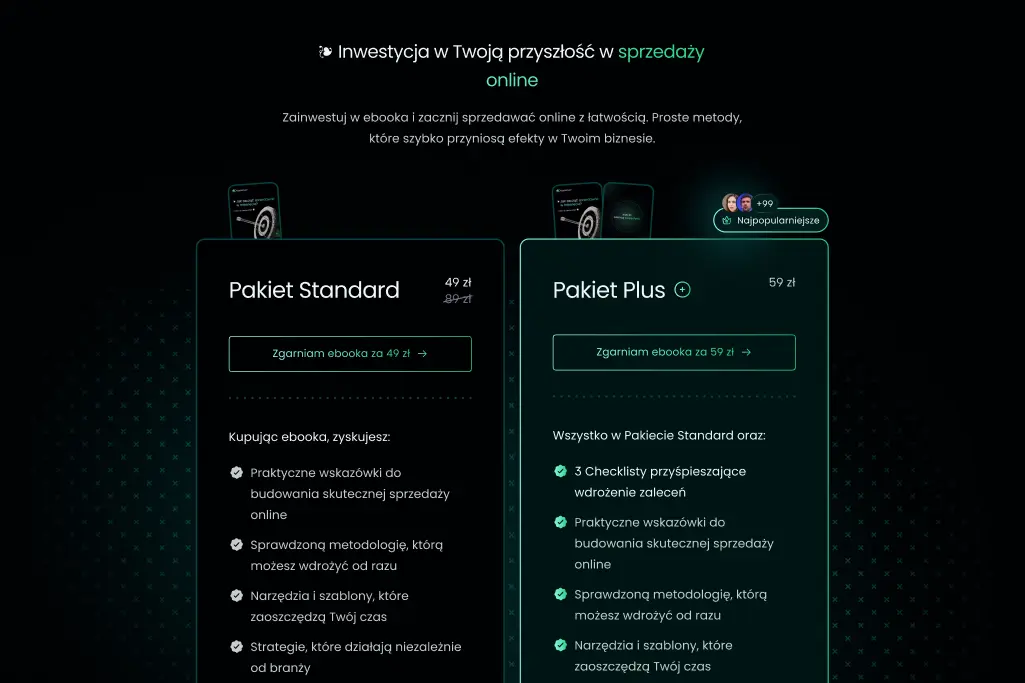 Inwestycja w Twoją przyszłość w sprzedaży
online
Zainwestuj w ebooka i zacznij sprzedawać online z łatwością. Proste metody,
które szybko przyniosą efekty w Twoim biznesie.
+99
Najpopularniejsze
Pakiet Standard
49 zł
89 zł
Zgarniam ebooka za 49 zł →
Kupując ebooka, zyskujesz:
Praktyczne wskazówki do
budowania skutecznej sprzedaży
online
Sprawdzoną metodologię, którą
możesz wdrożyć od razu
Narzędzia i szablony, które
zaoszczędzą Twój czas
Strategie, które działają niezależnie
od branży
Pakiet Plus
59 zł
Zgarniam ebooka za 59 zł →
Wszystko w Pakiecie Standard oraz:
3 Checklisty przyśpieszające
wdrożenie zaleceń
Praktyczne wskazówki do
budowania skutecznej sprzedaży
online
Sprawdzoną metodologię, którą
możesz wdrożyć od razu
Narzędzia i szablony, które
zaoszczędzą Twój czas